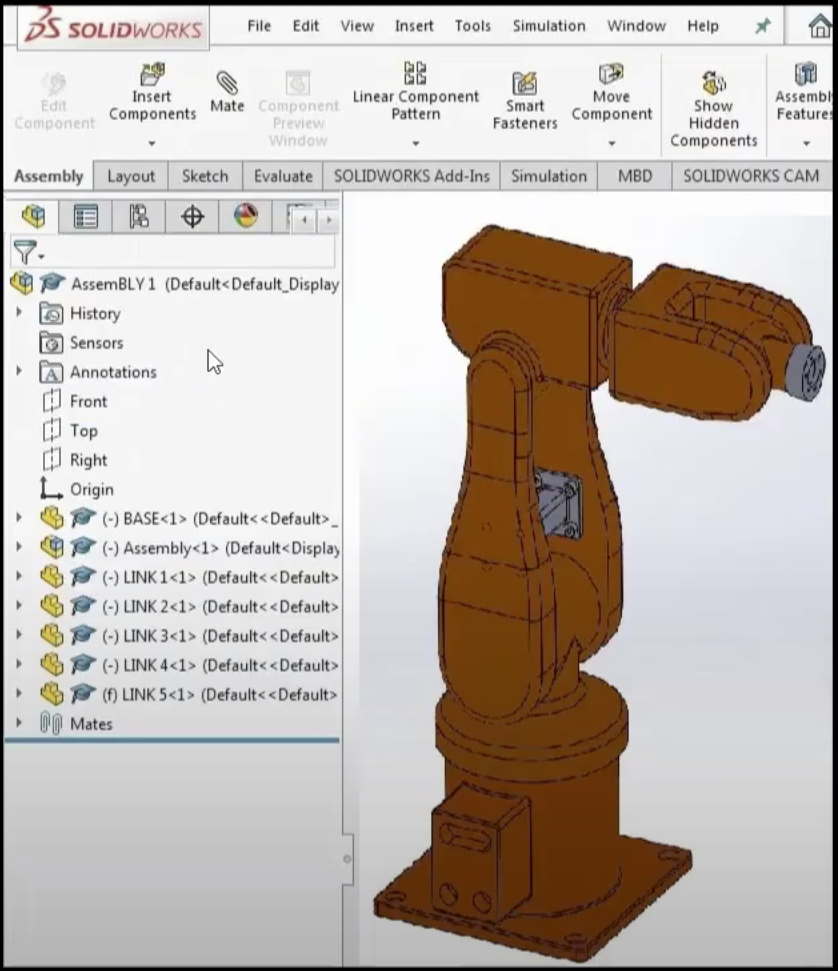 SOLIDWORKS File Edit View Insert Tools Simulation Window Help
Edit Component
Insert Components
Mate
Component Preview Window
Linear Component Pattern
Smart Fasteners
Move Component
Show Hidden Components
Assembl Features
Assembly Layout Sketch Evaluate SOLIDWORKS Add-Ins Simulation MBD SOLIDWORKS CAM
AssemBLY 1 (Default<Default_Display
History
Sensors
Annotations
Front
Top
Right
Origin
(-) BASE<1> (Default<<Default>_
(-) Assembly<1> (Default<Display
(-) LINK 1<1> (Default<<Default>
(-) LINK 2<1> (Default<<Default>
(-) LINK 3<1> (Default<<Default>
(-) LINK 4<1> (Default<<Default>
(f) LINK 5<1> (Default<<Default>
Mates